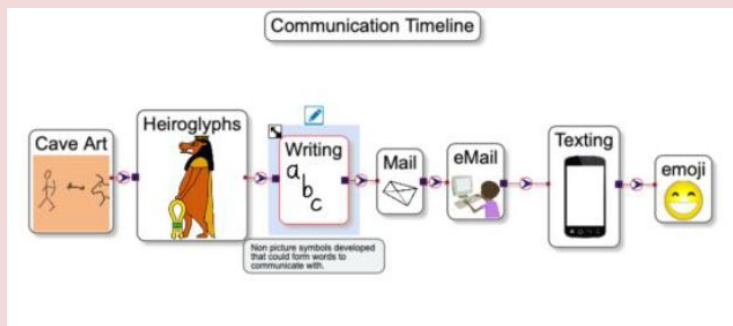 Communication Timeline
Cave Art
Heiroglyphs
Writing
a
b
c
Mail
eMail
Texting
emoji
Non picture symbols developed
that could form words to
communicate with.